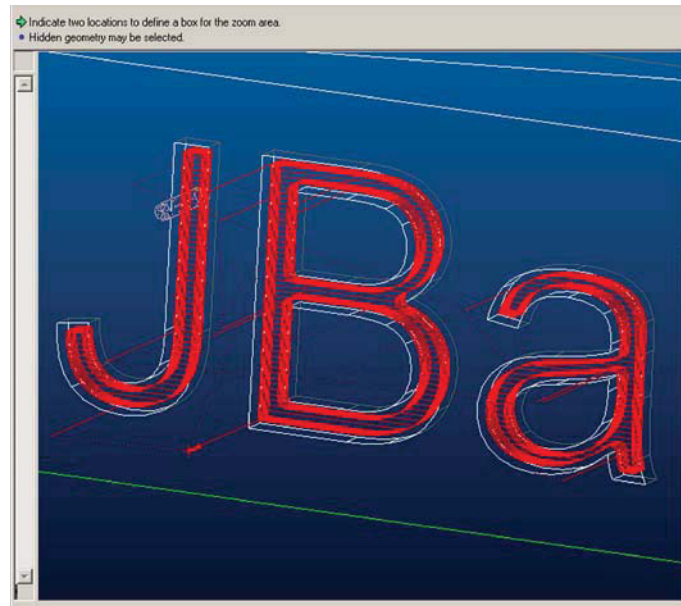 Indicate two locations to define a box for the zoom area.
Hidden geometry may be selected.
JBa